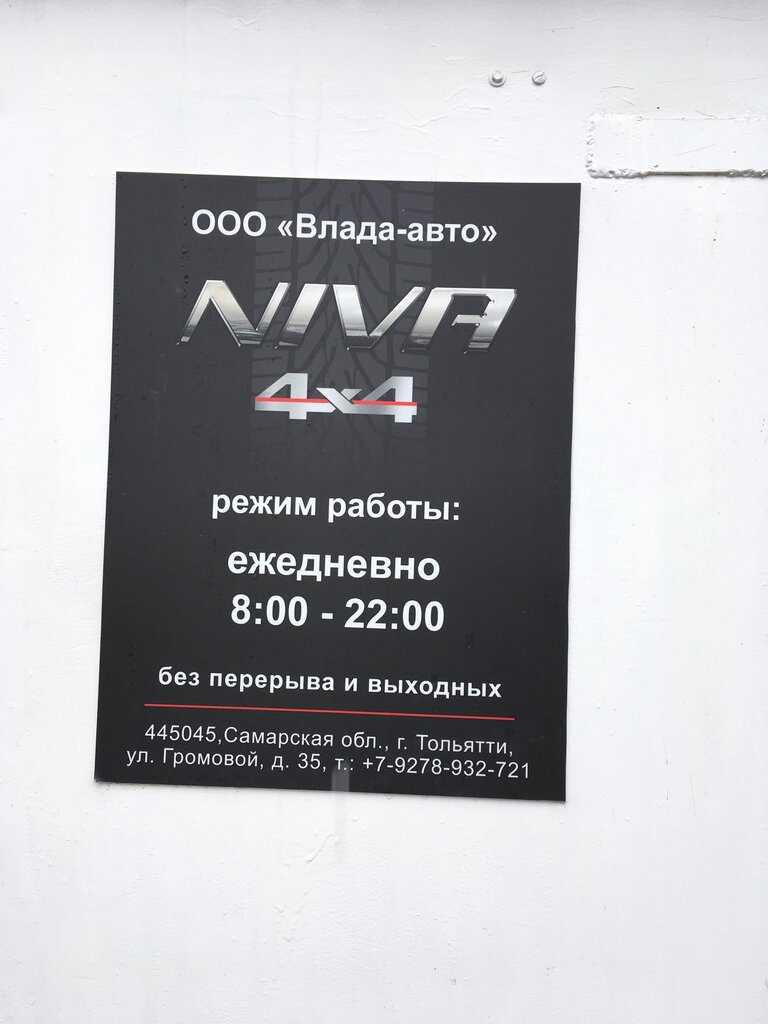 ООО «Влада-авто»
NIVA
4x4
режим работы:
ежедневно
8:00 - 22:00
без перерыва и выходных
445045,Самарская обл., г. Тольятти,
ул. Громовой, д. 35, т.: +7-9278-932-721